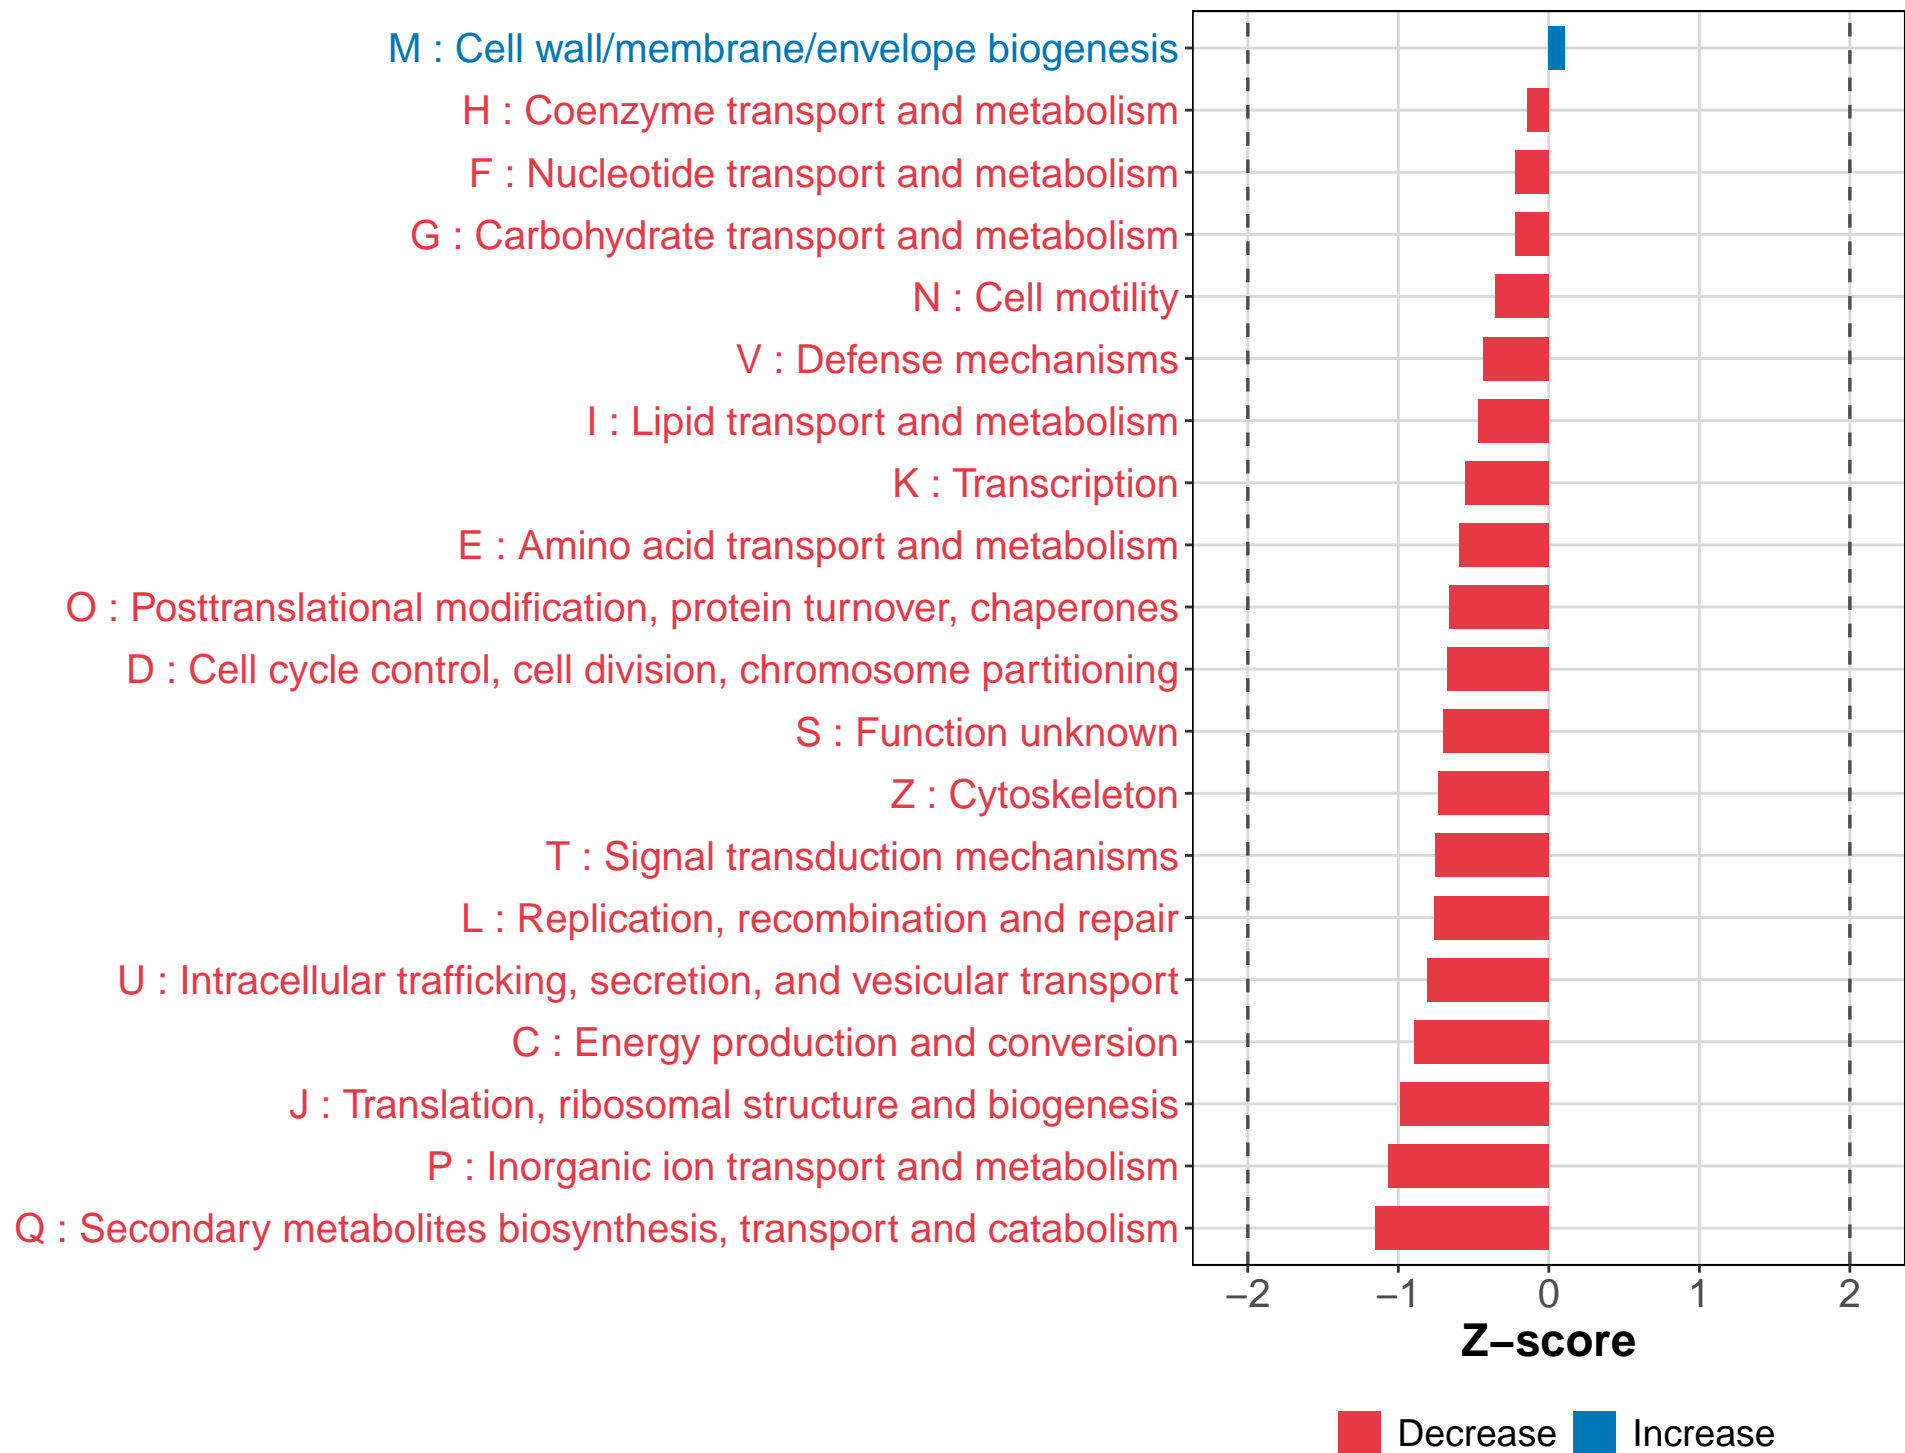 M : Cell wall/membrane/envelope biogenesis
H : Coenzyme transport and metabolism
F : Nucleotide transport and metabolism
G : Carbohydrate transport and metabolism
N : Cell motility
V : Defense mechanisms
I : Lipid transport and metabolism
K : Transcription
E : Amino acid transport and metabolism
O : Posttranslational modification, protein turnover, chaperones
D : Cell cycle control, cell division, chromosome partitioning
S : Function unknown
Z : Cytoskeleton
T : Signal transduction mechanisms
L : Replication, recombination and repair
U : Intracellular trafficking, secretion, and vesicular transport
C : Energy production and conversion
J : Translation, ribosomal structure and biogenesis
P : Inorganic ion transport and metabolism
Q : Secondary metabolites biosynthesis, transport and catabolism
−2 −1 0 1 2
Z−score
Decrease Increase